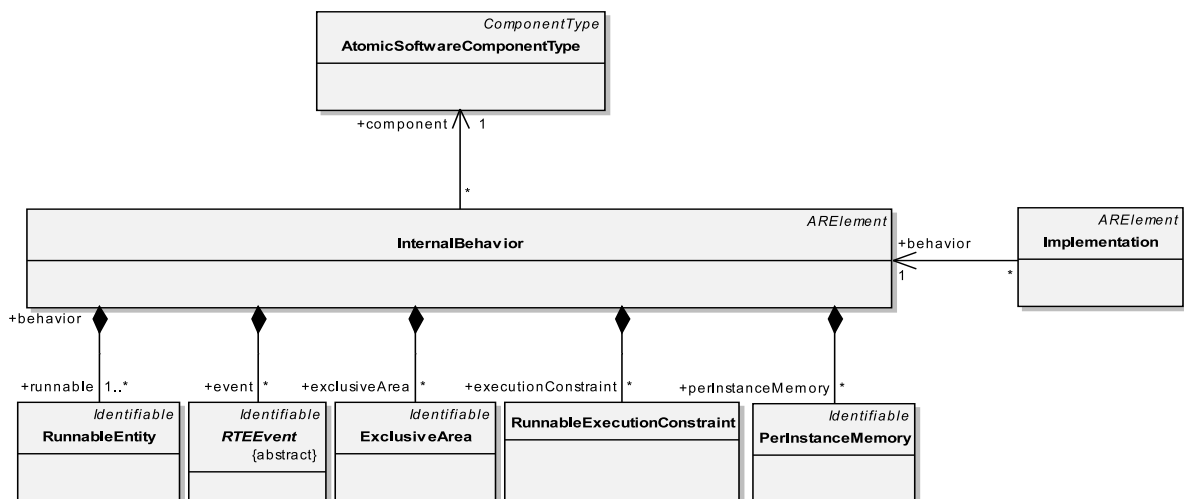 ComponentType
AtomicSoftwareComponentType
+component 1
*
ARElement
InternalBehavior
ARElement
Implementation
+behavior
1 *
+behavior
+runnable 1..* +event * +exclusiveArea * +executionConstraint * +perInstanceMemory *
Identifiable
RunnableEntity
Identifiable
RTEEvent
{abstract}
Identifiable
ExclusiveArea
RunnableExecutionConstraint
Identifiable
PerInstanceMemory